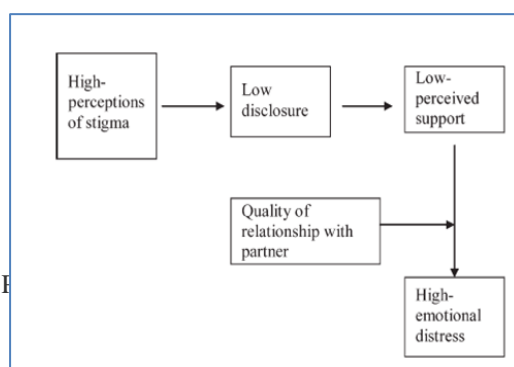 High-
perceptions
of stigma
Low
disclosure
Low-
perceived
support
Quality of
relationship with
partner
High-
emotional
distress